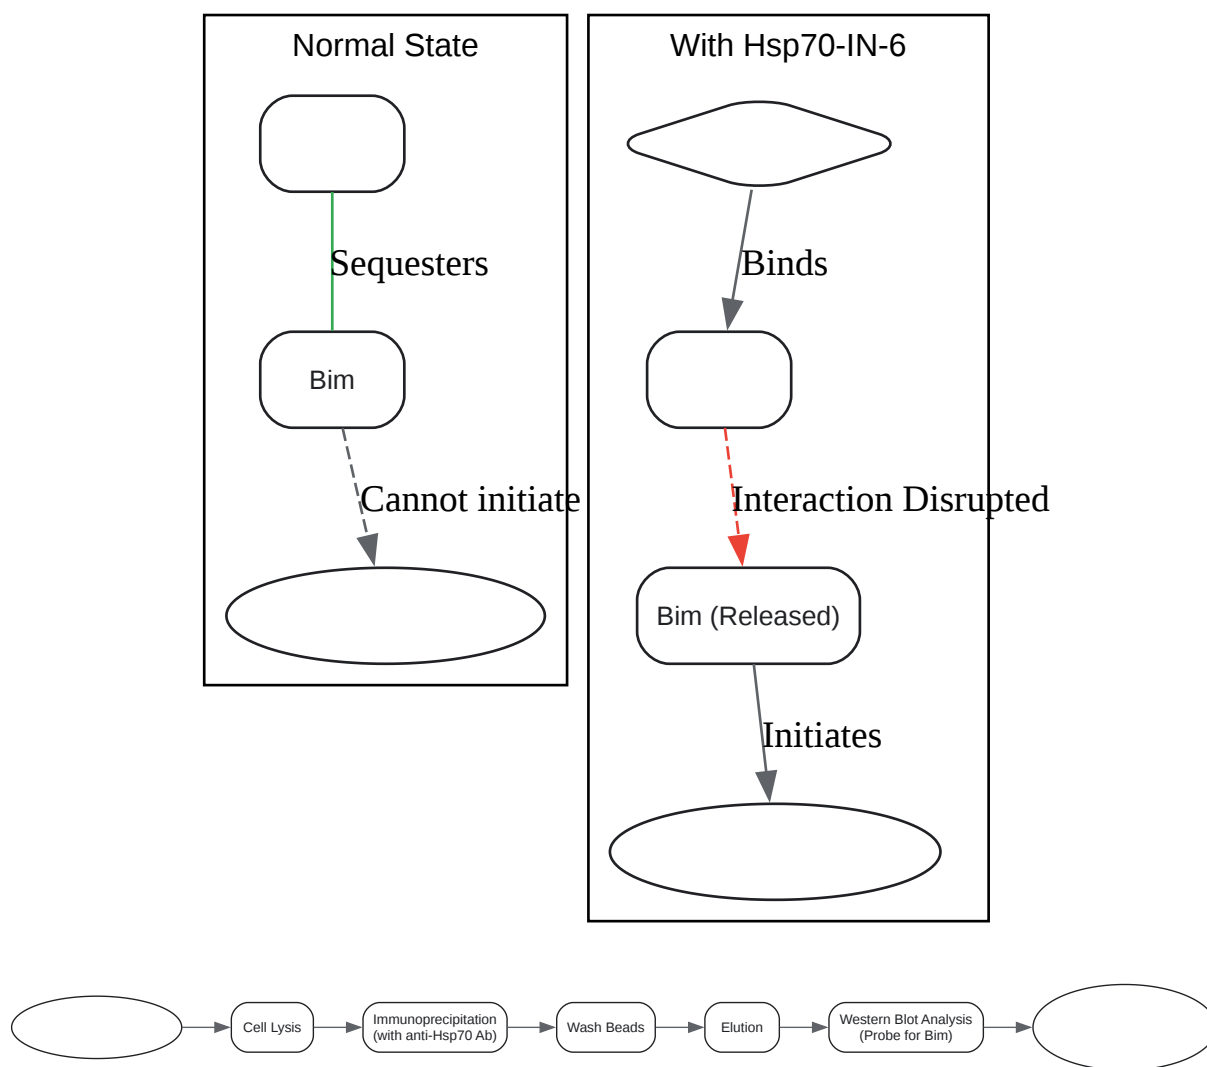 Normal State
Sequesters
Bim
Cannot initiate
With Hsp70-IN-6
Binds
Interaction Disrupted
Bim (Released)
Initiates
Cell Lysis
Immunoprecipitation
(with anti-Hsp70 Ab)
Wash Beads
Elution
Western Blot Analysis
(Probe for Bim)